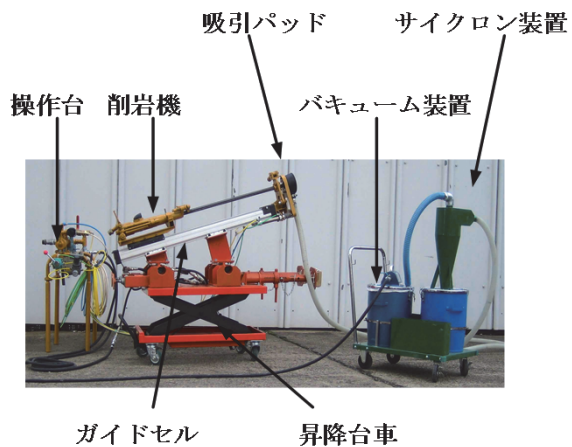 吸引パッド
サイクロン装置
操作台
削岩機
バキューム装置
ガイドセル
昇降台車